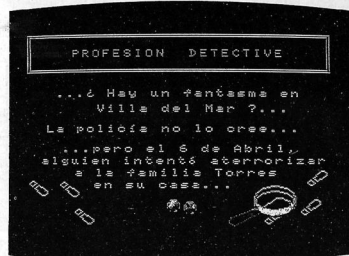 PROFESION DETECTIVE
...¿ Hay un fantasma en
Villa del Mar ?...
La policía no lo cree...
...pero el 6 de Abril,
alguien intentó aterrorizar
a la familia Torres
en su casa...